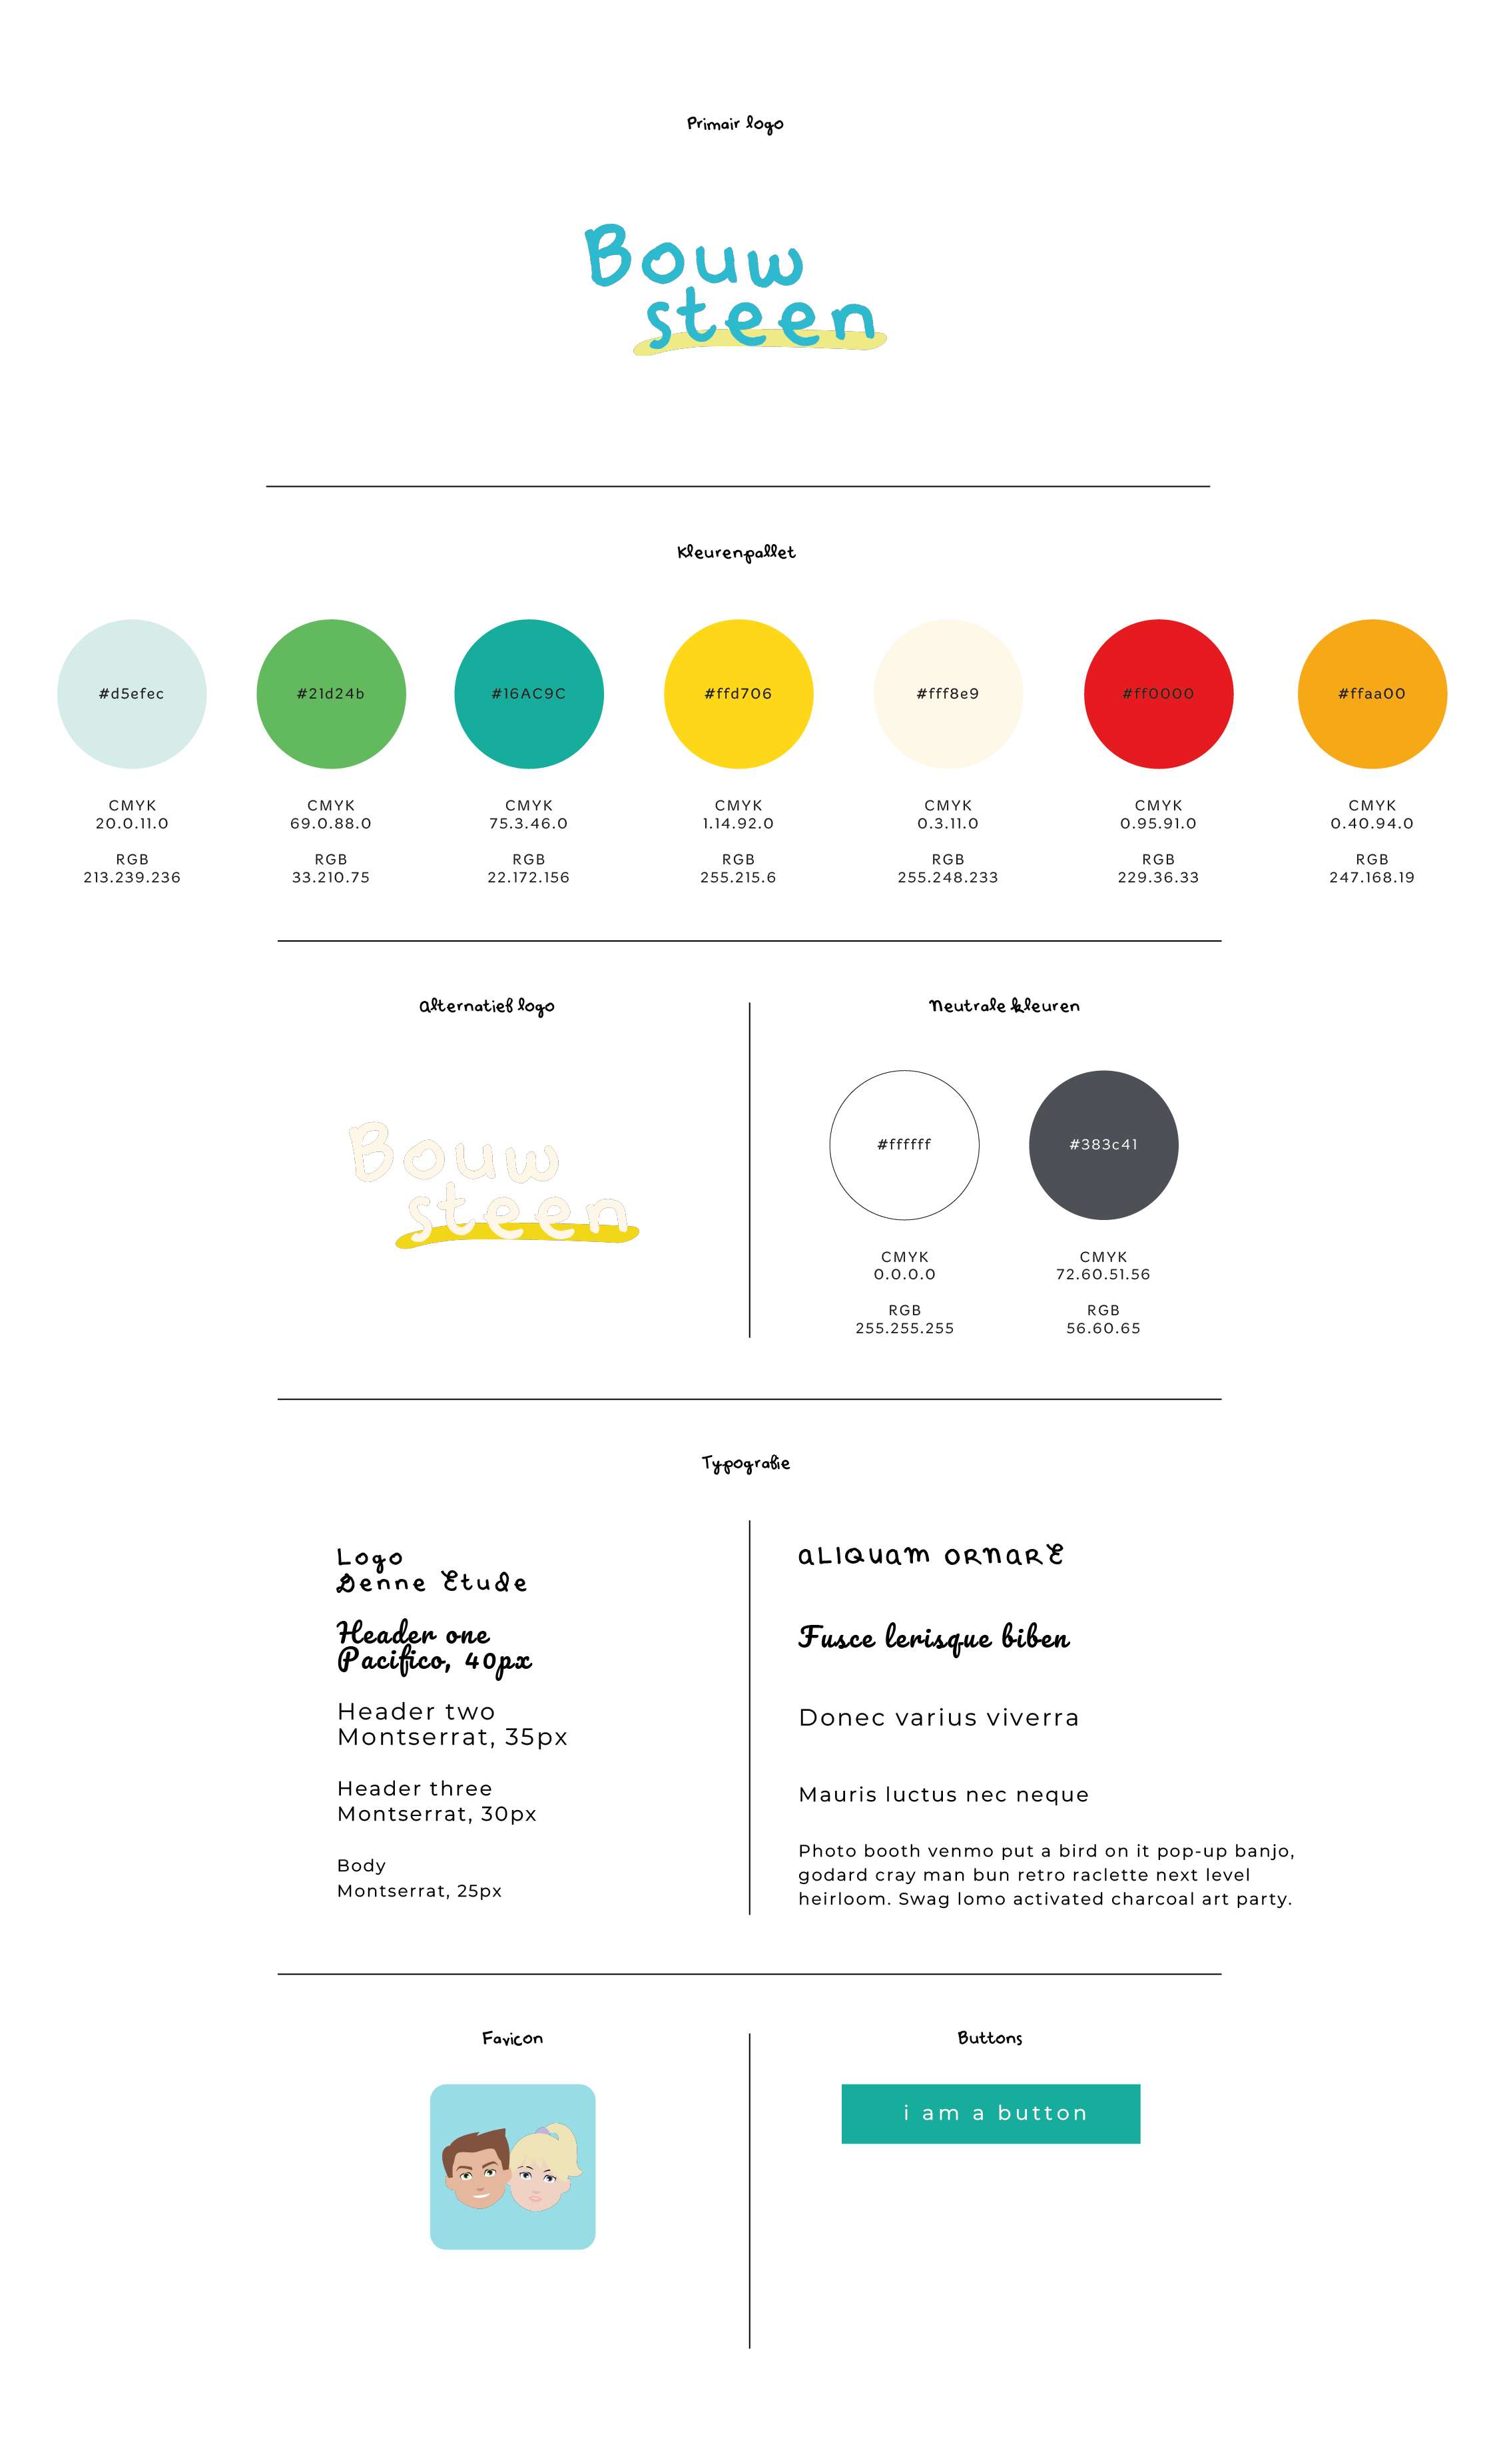 Primair logo
Bouw
steen
Kleurenpallet
#d5efec
#21d24b
#16AC9C
#ffd706
#fff8e9
#ff0000
#ffaa00
CMYK
20.0.11.0
RGB
213.239.236
CMYK
69.0.88.0
RGB
33.210.75
CMYK
75.3.46.0
RGB
22.172.156
CMYK
1.14.92.0
RGB
255.215.6
CMYK
0.3.11.0
RGB
255.248.233
CMYK
0.95.91.0
RGB
229.36.33
CMYK
0.40.94.0
RGB
247.168.19
Alternatief logo
Bouw
steen
Neutrale kleuren
#ffffff
#383c41
CMYK
0.0.0.0
RGB
255.255.255
CMYK
72.60.51.56
RGB
56.60.65
Typografie
Logo
Genne Etude
Header one
Pacifico, 40px
Header two
Montserrat, 35px
Header three
Montserrat, 30px
Body
Montserrat, 25px
aLIQuam ORnaRE
Fusce lerisque biben
Donec varius viverra
Mauris luctus nec neque
Photo booth venmo put a bird on it pop-up banjo,
godard cray man bun retro raclette next level
heirloom. Swag lomo activated charcoal art party.
Favicon
Buttons
i am a button